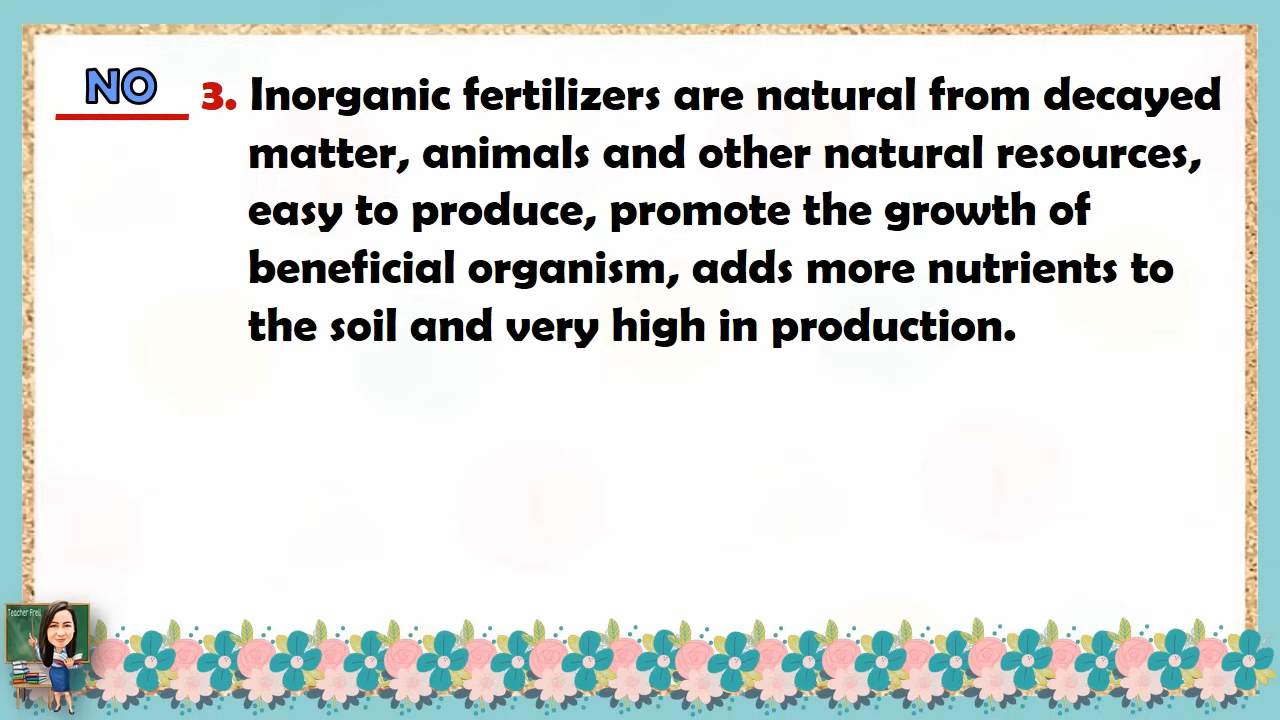 NO 3. Inorganic fertilizers are natural from decayed
matter, animals and other natural resources,
easy to produce, promote the growth of
beneficial organism, adds more nutrients to
the soil and very high in production.